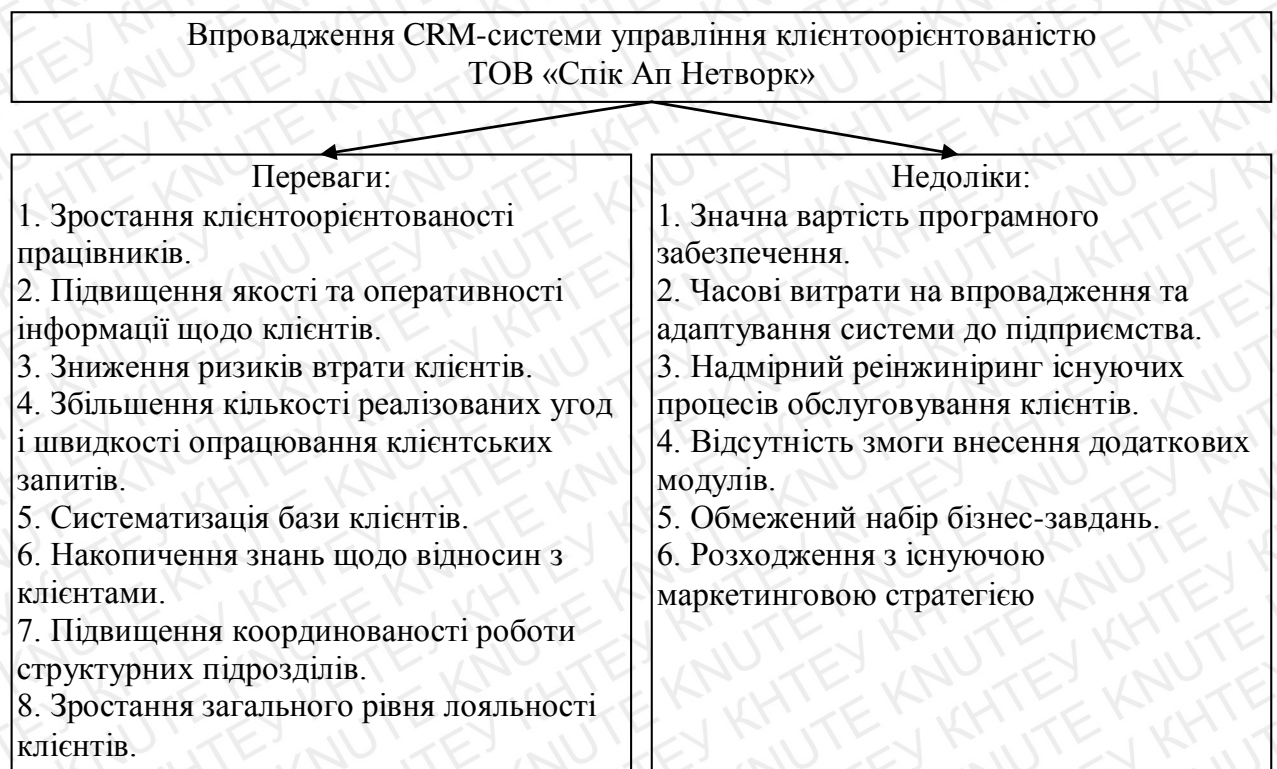 Впровадження CRM-системи управління клієнтоорієнтованістю
ТОВ «Спік Ап Нетворк»
Переваги:
1. Зростання клієнтоорієнтованості
працівників.
2. Підвищення якості та оперативності
інформації щодо клієнтів.
3. Зниження ризиків втрати клієнтів.
4. Збільшення кількості реалізованих угод
і швидкості опрацювання клієнтських
запитів.
5. Систематизація бази клієнтів.
6. Накопичення знань щодо відносин з
клієнтами.
7. Підвищення координованості роботи
структурних підрозділів.
8. Зростання загального рівня лояльності
клієнтів.
Недоліки:
1. Значна вартість програмного
забезпечення.
2. Часові витрати на впровадження та
адаптування системи до підприємства.
3. Надмірний реінжиніринг існуючих
процесів обслуговування клієнтів.
4. Відсутність змоги внесення додаткових
модулів.
5. Обмежений набір бізнес-завдань.
6. Розходження з існуючою
маркетинговою стратегією